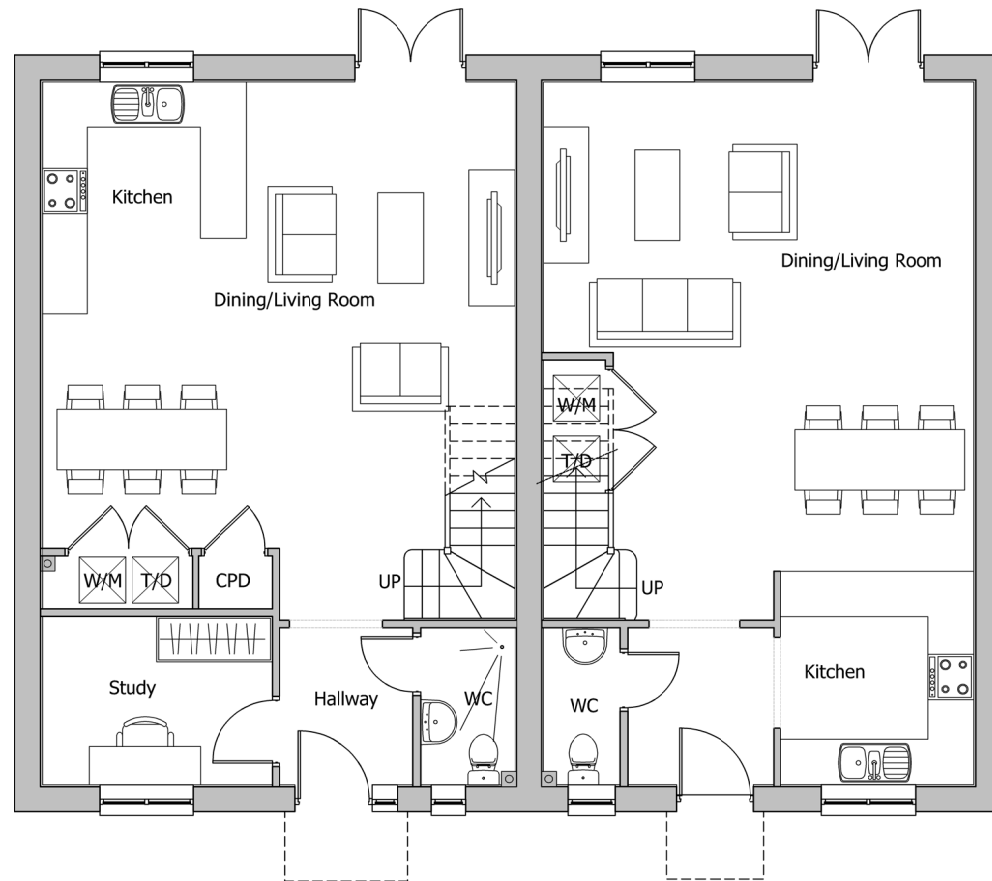 Kitchen
Dining/Living Room
UP
W/M
T/D
CPD
Study
Hallway
WC
Dining/Living Room
W/M
T/D
UP
WC
Kitchen